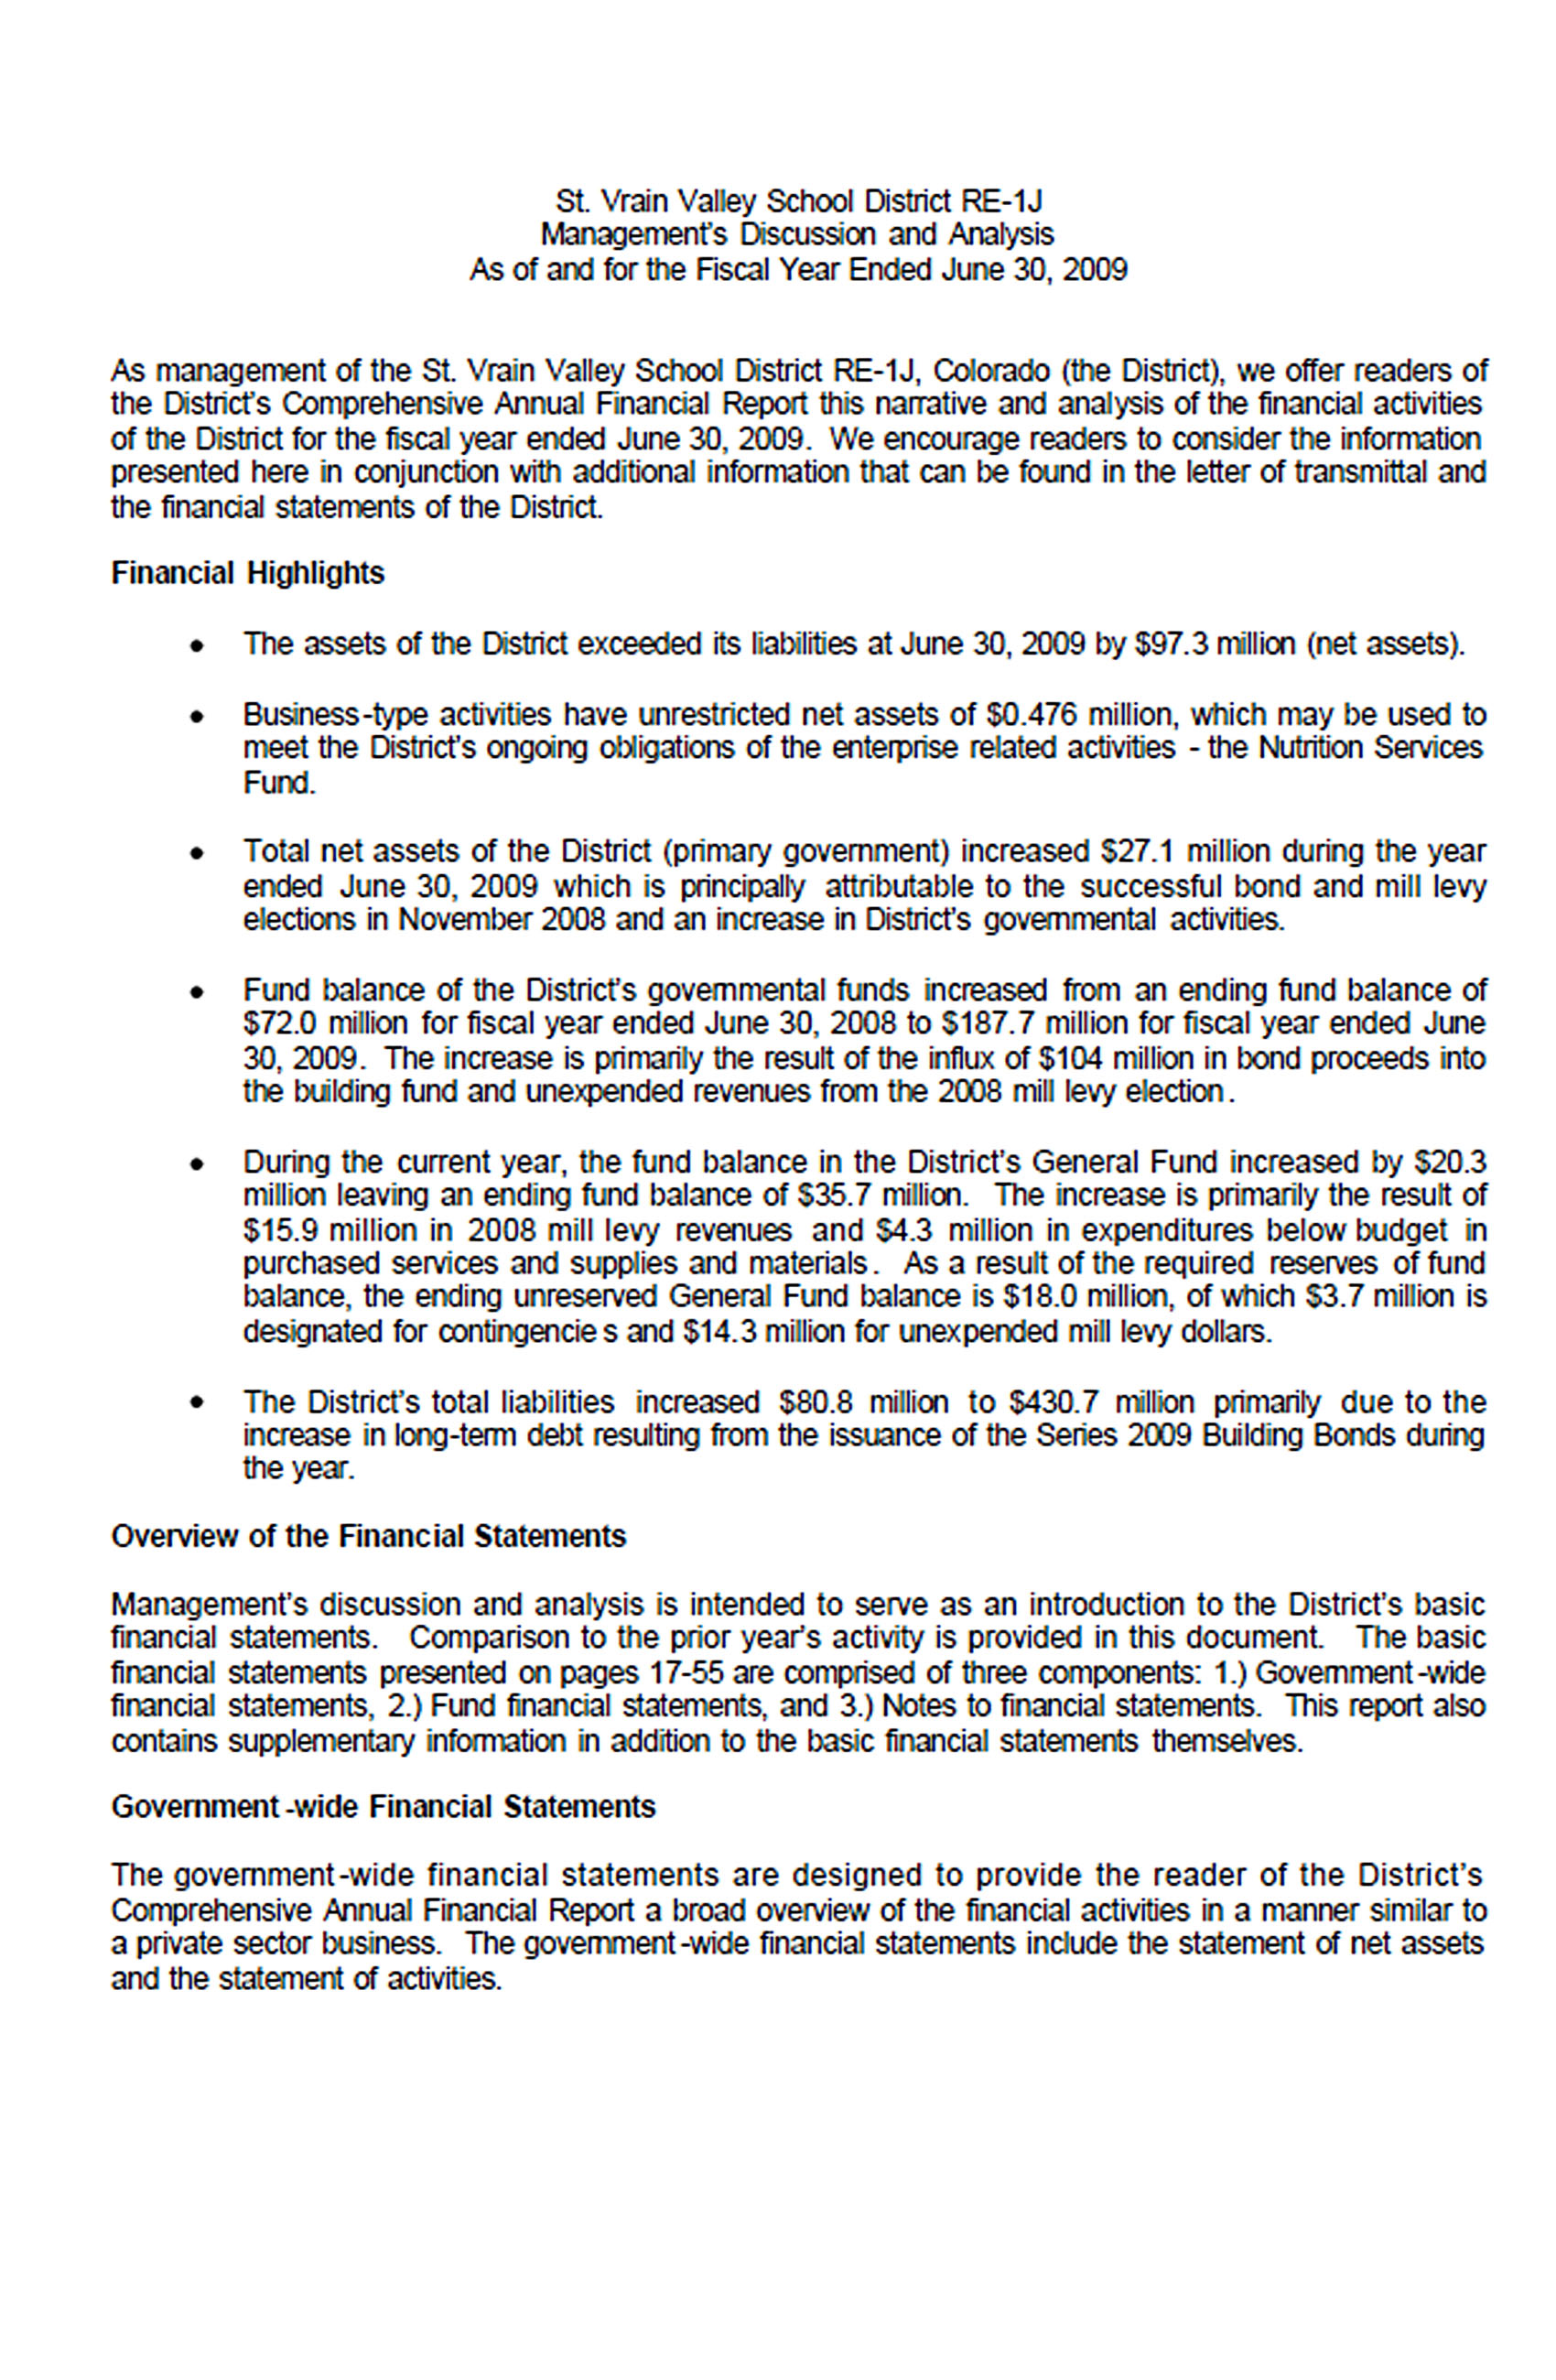 St. Vrain Valley School District RE-1J
Management's Discussion and Analysis
As of and for the Fiscal Year Ended June 30, 2009
As management of the St. Vrain Valley School District RE-1J, Colorado (the District), we offer readers of
the District's Comprehensive Annual Financial Report this narrative and analysis of the financial activities
of the District for the fiscal year ended June 30, 2009. We encourage readers to consider the information
presented here in conjunction with additional information that can be found in the letter of transmittal and
the financial statements of the District.
Financial Highlights
• The assets of the District exceeded its liabilities at June 30, 2009 by $97.3 million (net assets).
• Business-type activities have unrestricted net assets of $0.476 million, which may be used to
meet the District's ongoing obligations of the enterprise related activities - the Nutrition Services
Fund.
• Total net assets of the District (primary government) increased $27.1 million during the year
ended June 30, 2009 which is principally attributable to the successful bond and mill levy
elections in November 2008 and an increase in District's governmental activities.
• Fund balance of the District's governmental funds increased from an ending fund balance of
$72.0 million for fiscal year ended June 30, 2008 to $187.7 million for fiscal year ended June
30, 2009. The increase is primarily the result of the influx of $104 million in bond proceeds into
the building fund and unexpended revenues from the 2008 mill levy election.
• During the current year, the fund balance in the District's General Fund increased by $20.3
million leaving an ending fund balance of $35.7 million. The increase is primarily the result of
$15.9 million in 2008 mill levy revenues and $4.3 million in expenditures below budget in
purchased services and supplies and materials. As a result of the required reserves of fund
balance, the ending unreserved General Fund balance is $18.0 million, of which $3.7 million is
designated for contingencies and $14.3 million for unexpended mill levy dollars.
• The District's total liabilities increased $80.8 million to $430.7 million primarily due to the
increase in long-term debt resulting from the issuance of the Series 2009 Building Bonds during
the year.
Overview of the Financial Statements
Management's discussion and analysis is intended to serve as an introduction to the District's basic
financial statements. Comparison to the prior year's activity is provided in this document. The basic
financial statements presented on pages 17-55 are comprised of three components: 1.) Government-wide
financial statements, 2.) Fund financial statements, and 3.) Notes to financial statements. This report also
contains supplementary information in addition to the basic financial statements themselves.
Government-wide Financial Statements
The government-wide financial statements are designed to provide the reader of the District's
Comprehensive Annual Financial Report a broad overview of the financial activities in a manner similar to
a private sector business. The government-wide financial statements include the statement of net assets
and the statement of activities.